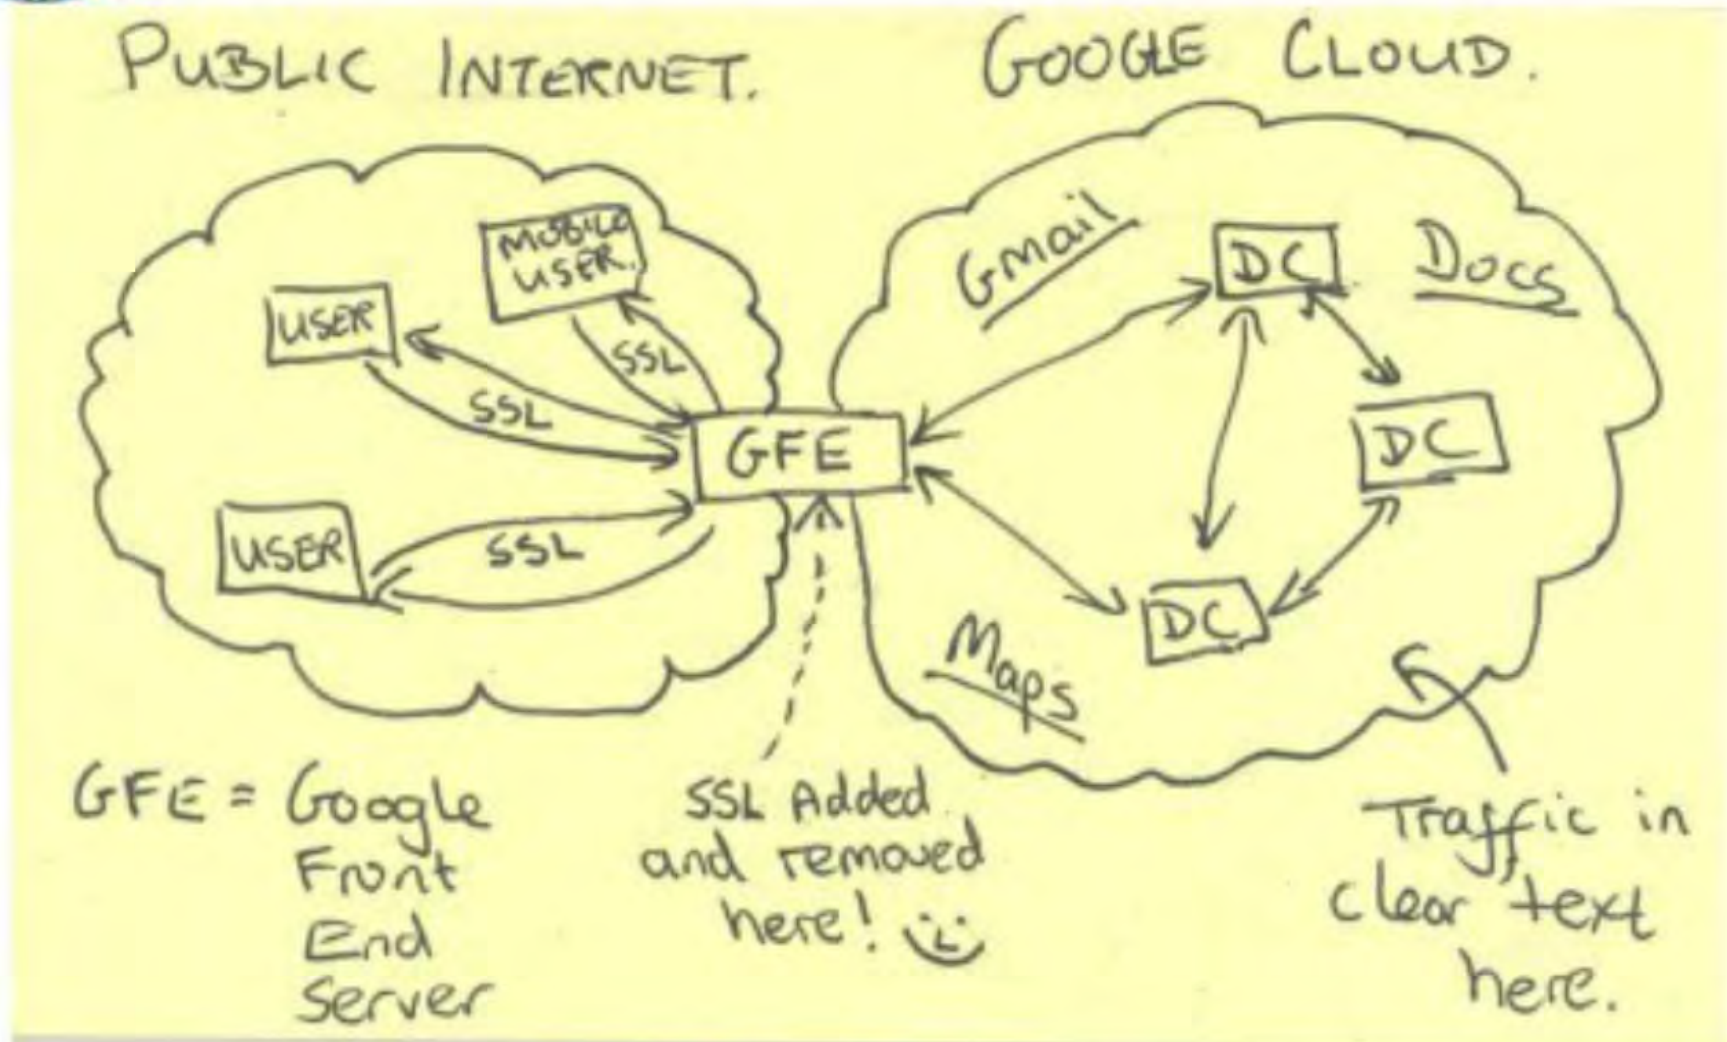 PUBLIC INTERNET.
GOOGLE CLOUD.
MOBILE
USER.
USER
SSL
SSL
USER
SSL
GFE
Gmail
DC
Docs
DC
DC
Maps
GFE = Google
Front
End
Server
SSL Added
and removed
here!
Traffic in
clear text
here.